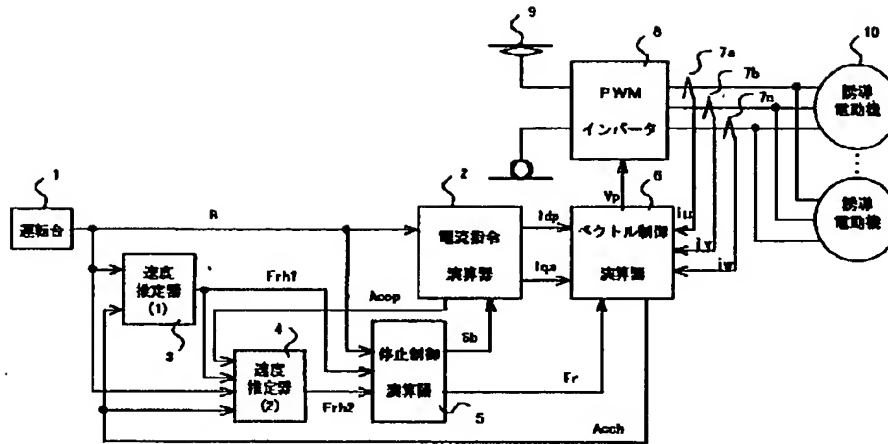 9
8
7a
7b
7n
10
PWM
インバータ
誘導
電動機
誘導
電動機
Vp
6
iu
iv
iw
1
運転台
R
2
電流指令
演算器
Idp
Iqs
ベクトル制御
演算器
速度
推定器
(1)
3
Frh1
Accp
4
速度
推定器
(2)
Frh2
停止制御
演算器
5
Sb
Fr
Acch